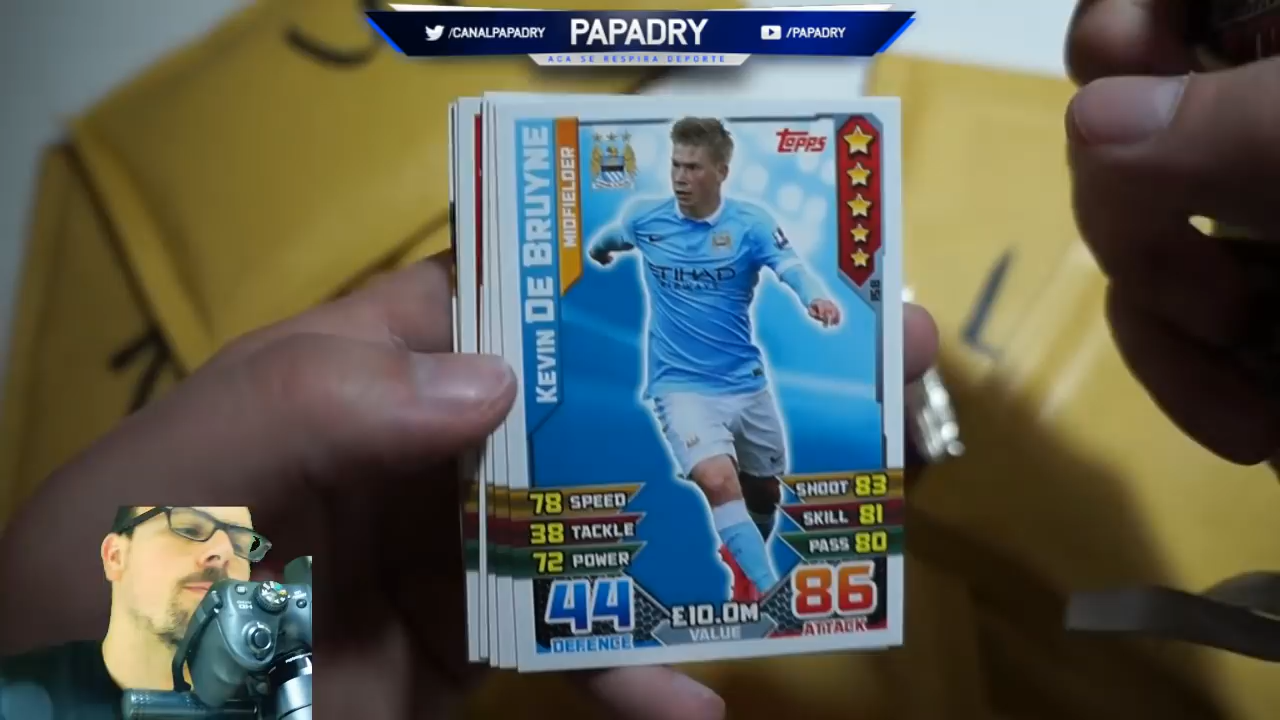 /CANALPAPADRY
PAPADRY
/PAPADRY
ACA SE RESPIRA DEPORTE
KEVIN DE BRUYNE
MIDFIELDER
Topps
158
ETIHAD
AIRWAYS
78 SPEED
38 TACKLE
72 POWER
SHOOT 83
SKILL 81
PASS 80
44
DEFENCE
£10.0M
VALUE
86
ATTACK